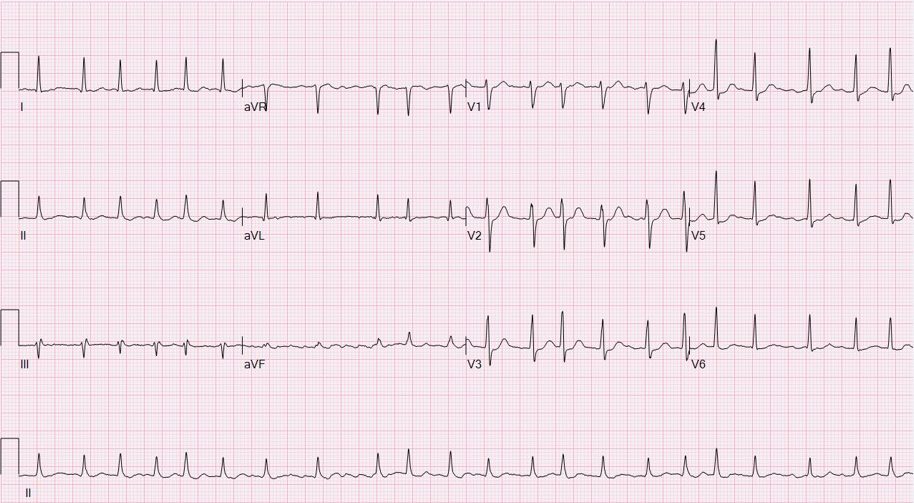 I aVR V1 V4
II aVL V2 V5
III aVF V3 V6
II